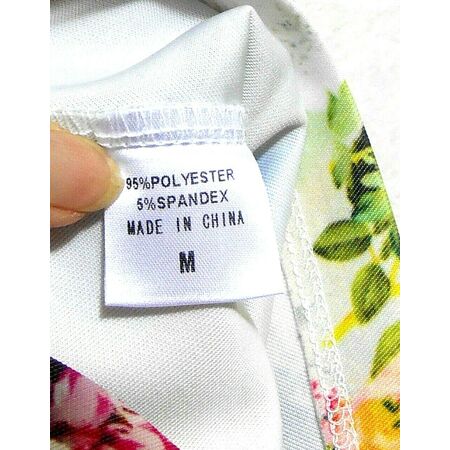 95%POLYESTER
5%SPANDEX
MADE IN CHINA
M